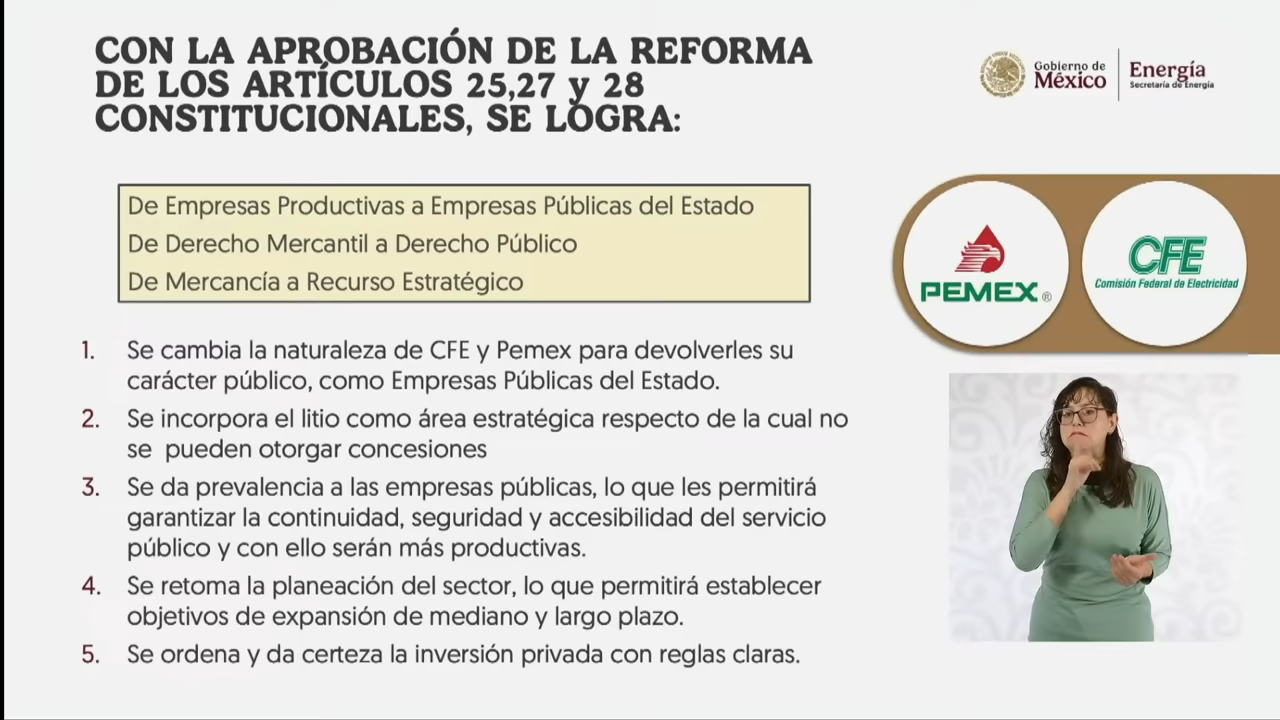 CON LA APROBACIÓN DE LA REFORMA
DE LOS ARTÍCULOS 25,27 y 28
CONSTITUCIONALES, SE LOGRA:
Gobierno de
México
Energía
Secretaría de Energía
De Empresas Productivas a Empresas Públicas del Estado
De Derecho Mercantil a Derecho Público
De Mercancía a Recurso Estratégico
PEMEX®
CFE
Comisión Federal de Electricidad
1. Se cambia la naturaleza de CFE y Pemex para devolverles su
carácter público, como Empresas Públicas del Estado.
2. Se incorpora el litio como área estratégica respecto de la cual no
se pueden otorgar concesiones
3. Se da prevalencia a las empresas públicas, lo que les permitirá
garantizar la continuidad, seguridad y accesibilidad del servicio
público y con ello serán más productivas.
4. Se retoma la planeación del sector, lo que permitirá establecer
objetivos de expansión de mediano y largo plazo.
5. Se ordena y da certeza la inversión privada con reglas claras.